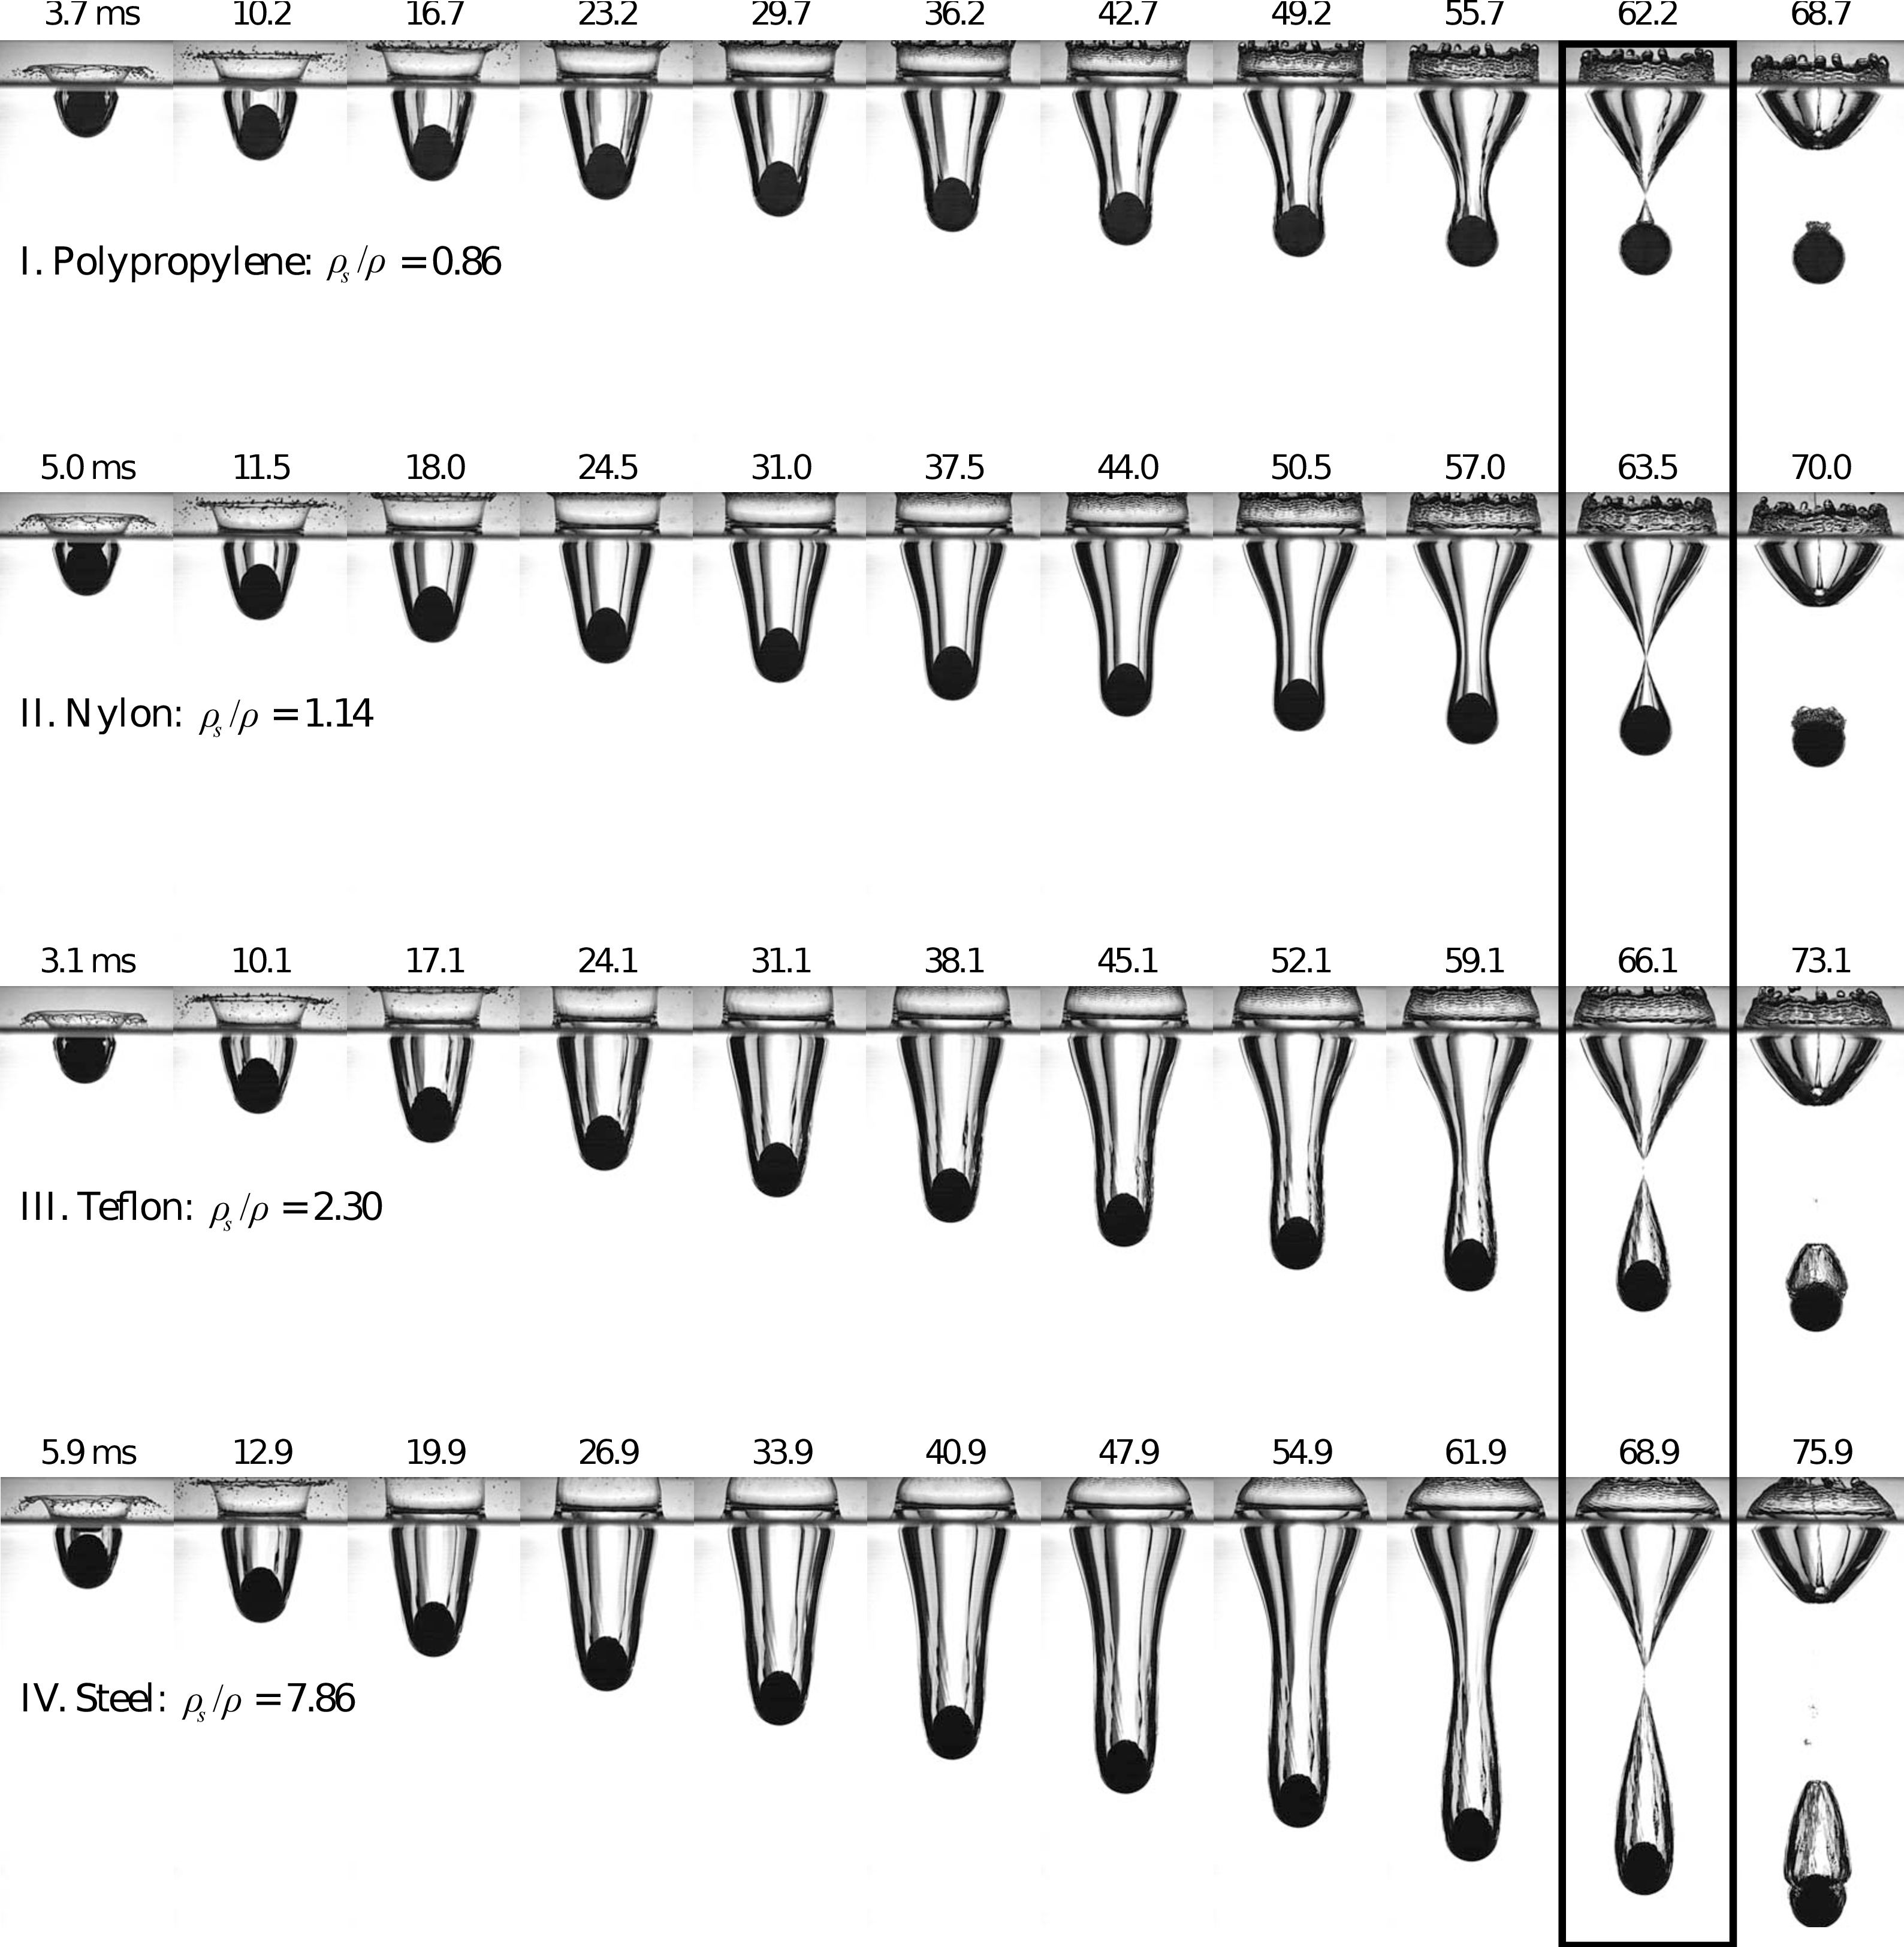 3.7 ms 10.2 16.7 23.2 29.7 36.2 42.7 49.2 55.7 62.2 68.7
I. Polypropylene: ρs/ρ = 0.86
5.0 ms 11.5 18.0 24.5 31.0 37.5 44.0 50.5 57.0 63.5 70.0
II. Nylon: ρs/ρ = 1.14
3.1 ms 10.1 17.1 24.1 31.1 38.1 45.1 52.1 59.1 66.1 73.1
III. Teflon: ρs/ρ = 2.30
5.9 ms 12.9 19.9 26.9 33.9 40.9 47.9 54.9 61.9 68.9 75.9
IV. Steel: ρs/ρ = 7.86